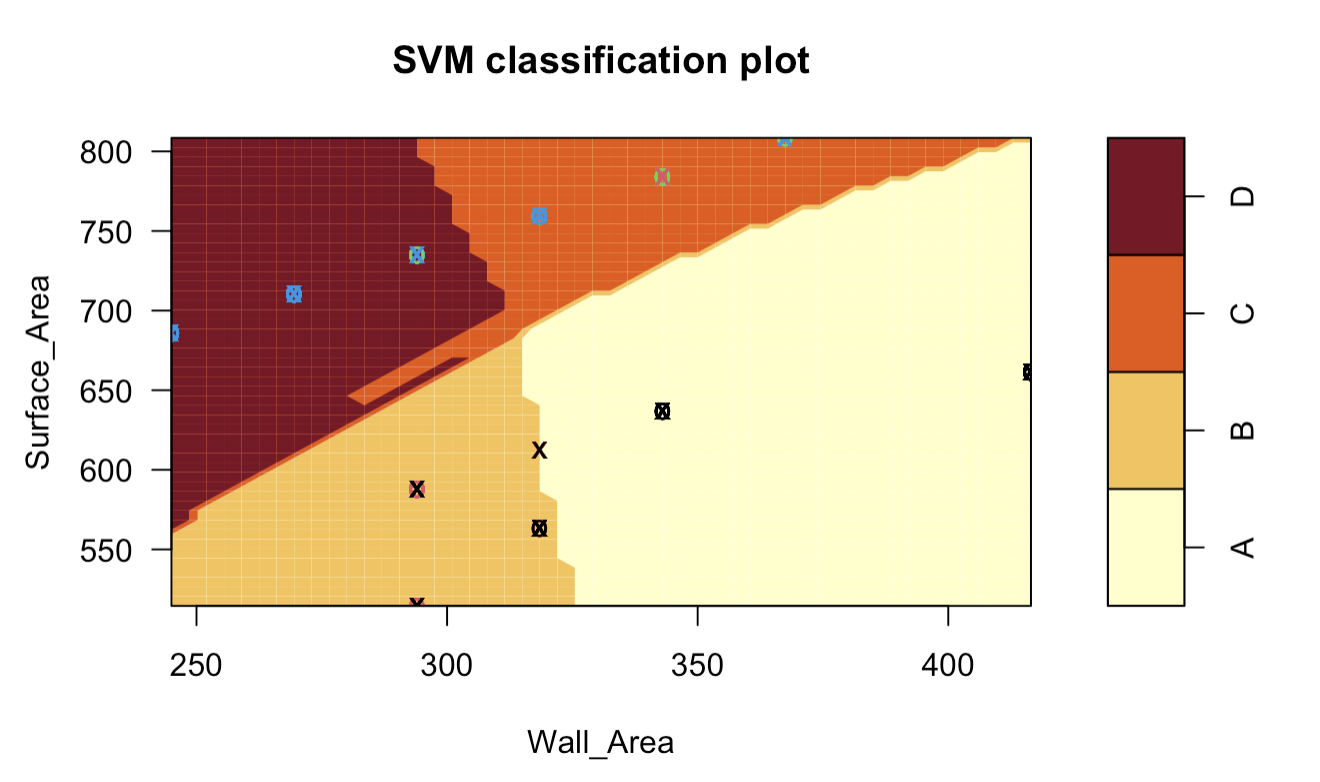 SVM classification plot
800
750
700
650
600
550
Surface_Area
250 300 350 400
Wall_Area
D
C
B
A